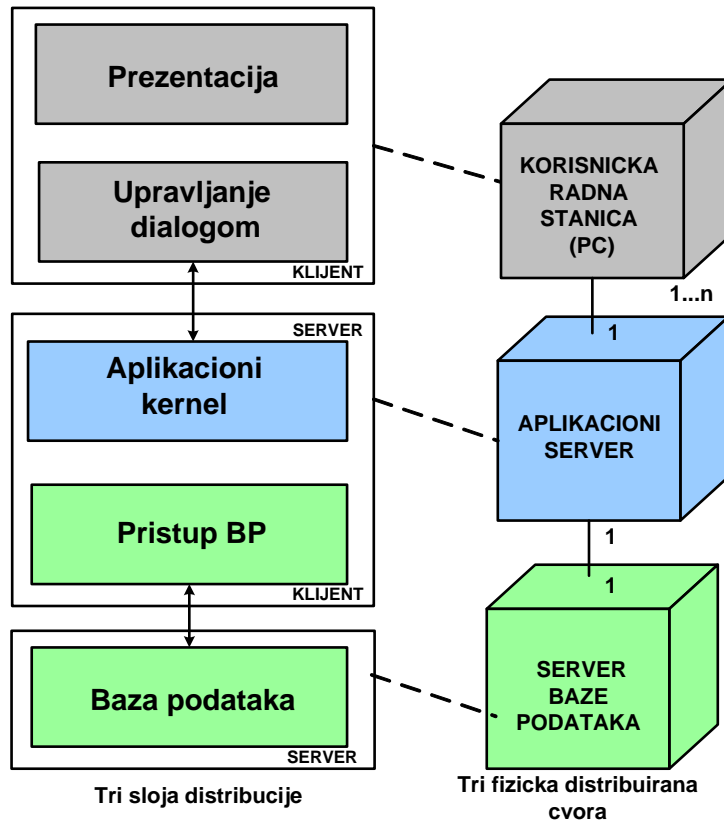 Prezentacija
Upravljanje
dialogom
KLIJENT
SERVER
Aplikacioni
kernel
Pristup BP
KLIJENT
Baza podataka
SERVER
Tri sloja distribucije
KORISNICKA
RADNA
STANICA
(PC)
1...n
1
APLIKACIONI
SERVER
1
1
SERVER
BAZE
PODATAKA
Tri fizicka distribuirana
cvora